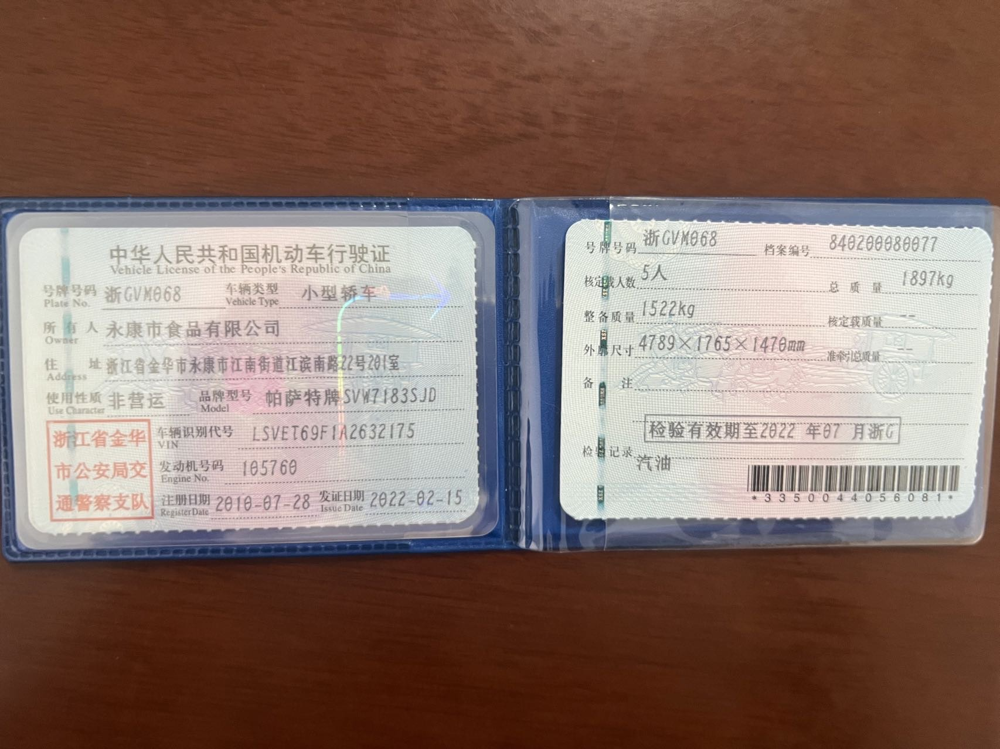 中华人民共和国机动车行驶证
Vehicle License of the People's Republic of China
号牌号码 浙GVM068 车辆类型 小型轿车
Plate No. Vehicle Type
所有人 永康市食品有限公司
Owner
住址 浙江省金华市永康市江南街道江滨南路22号201室
Address
使用性质 非营运 品牌型号 帕萨特牌SVW7183SJD
Use Character Model
浙江省金华
市公安局交
通警察支队
车辆识别代号 LSVET69F1A2632175
VIN
发动机号码 105760
Engine No.
注册日期 2010-07-28 发证日期 2022-02-15
Register Date Issue Date
号牌号码 浙GVM068 档案编号 840200080077
核定载人数 5人 总质量 1897kg
整备质量 1522kg 核定载质量 --
外廓尺寸 4789×1765×1470mm 准牵引总质量 --
备注
检验有效期至2022 年07 月浙G
检验记录
汽油
*3350044056081*